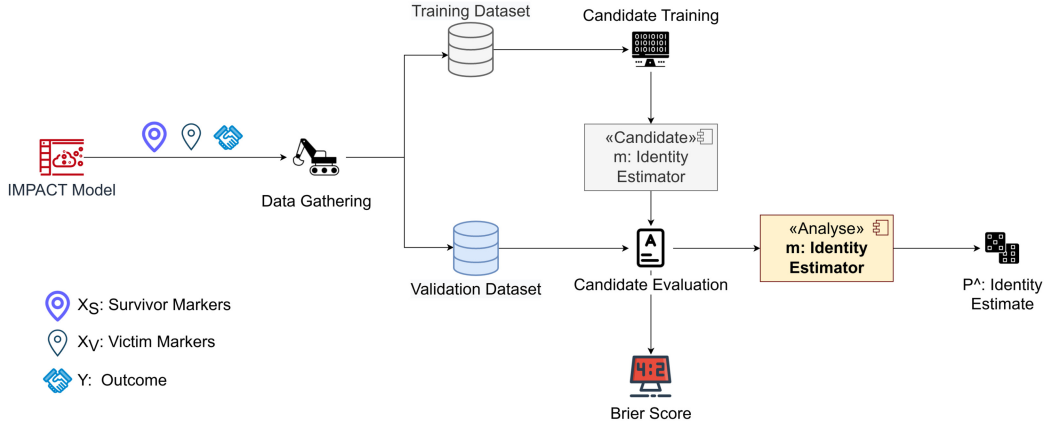 Training Dataset
Candidate Training
«Candidate»
m: Identity
Estimator
IMPACT Model
Data Gathering
«Analyse»
m: Identity
Estimator
Validation Dataset
Candidate Evaluation
P^: Identity
Estimate
XS: Survivor Markers
XV: Victim Markers
Y: Outcome
A
4:2
Brier Score